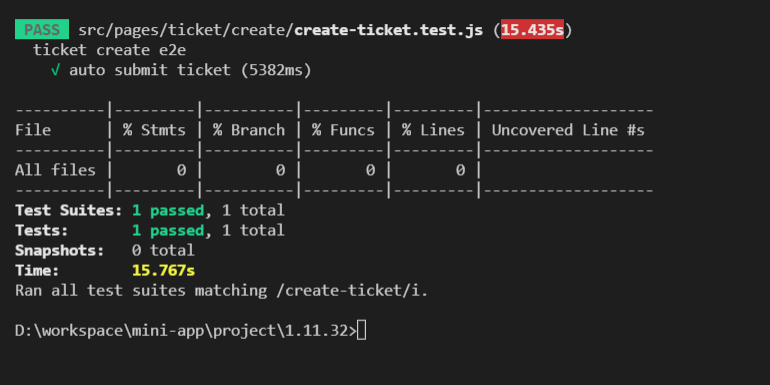 PASS src/pages/ticket/create/create-ticket.test.js (15.435s)
  ticket create e2e
    √ auto submit ticket (5382ms)

----------|---------|----------|---------|---------|-------------------
File      | % Stmts | % Branch | % Funcs | % Lines | Uncovered Line #s
----------|---------|----------|---------|---------|-------------------
All files |       0 |        0 |       0 |       0 |
----------|---------|----------|---------|---------|-------------------
Test Suites: 1 passed, 1 total
Tests:       1 passed, 1 total
Snapshots:   0 total
Time:        15.767s
Ran all test suites matching /create-ticket/i.

D:\workspace\mini-app\project\1.11.32>